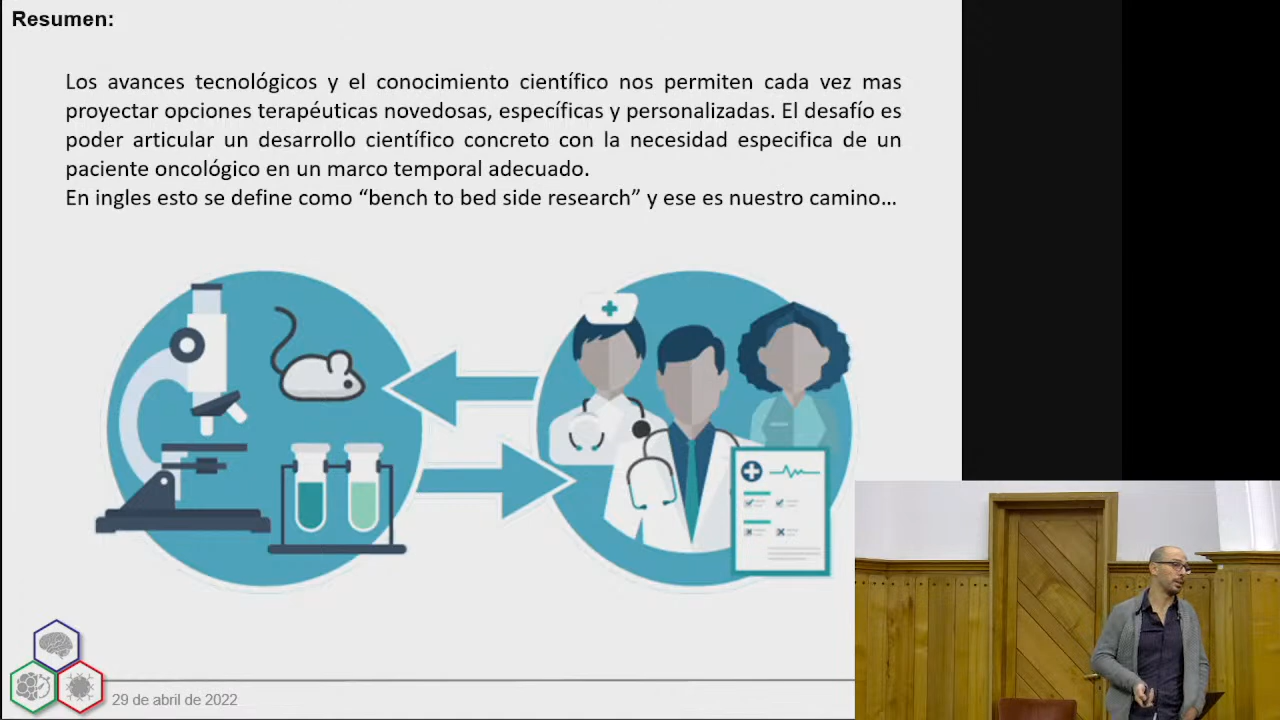 Resumen:
Los avances tecnológicos y el conocimiento científico nos permiten cada vez mas
proyectar opciones terapéuticas novedosas, específicas y personalizadas. El desafío es
poder articular un desarrollo científico concreto con la necesidad especifica de un
paciente oncológico en un marco temporal adecuado.
En ingles esto se define como “bench to bed side research” y ese es nuestro camino…
29 de abril de 2022